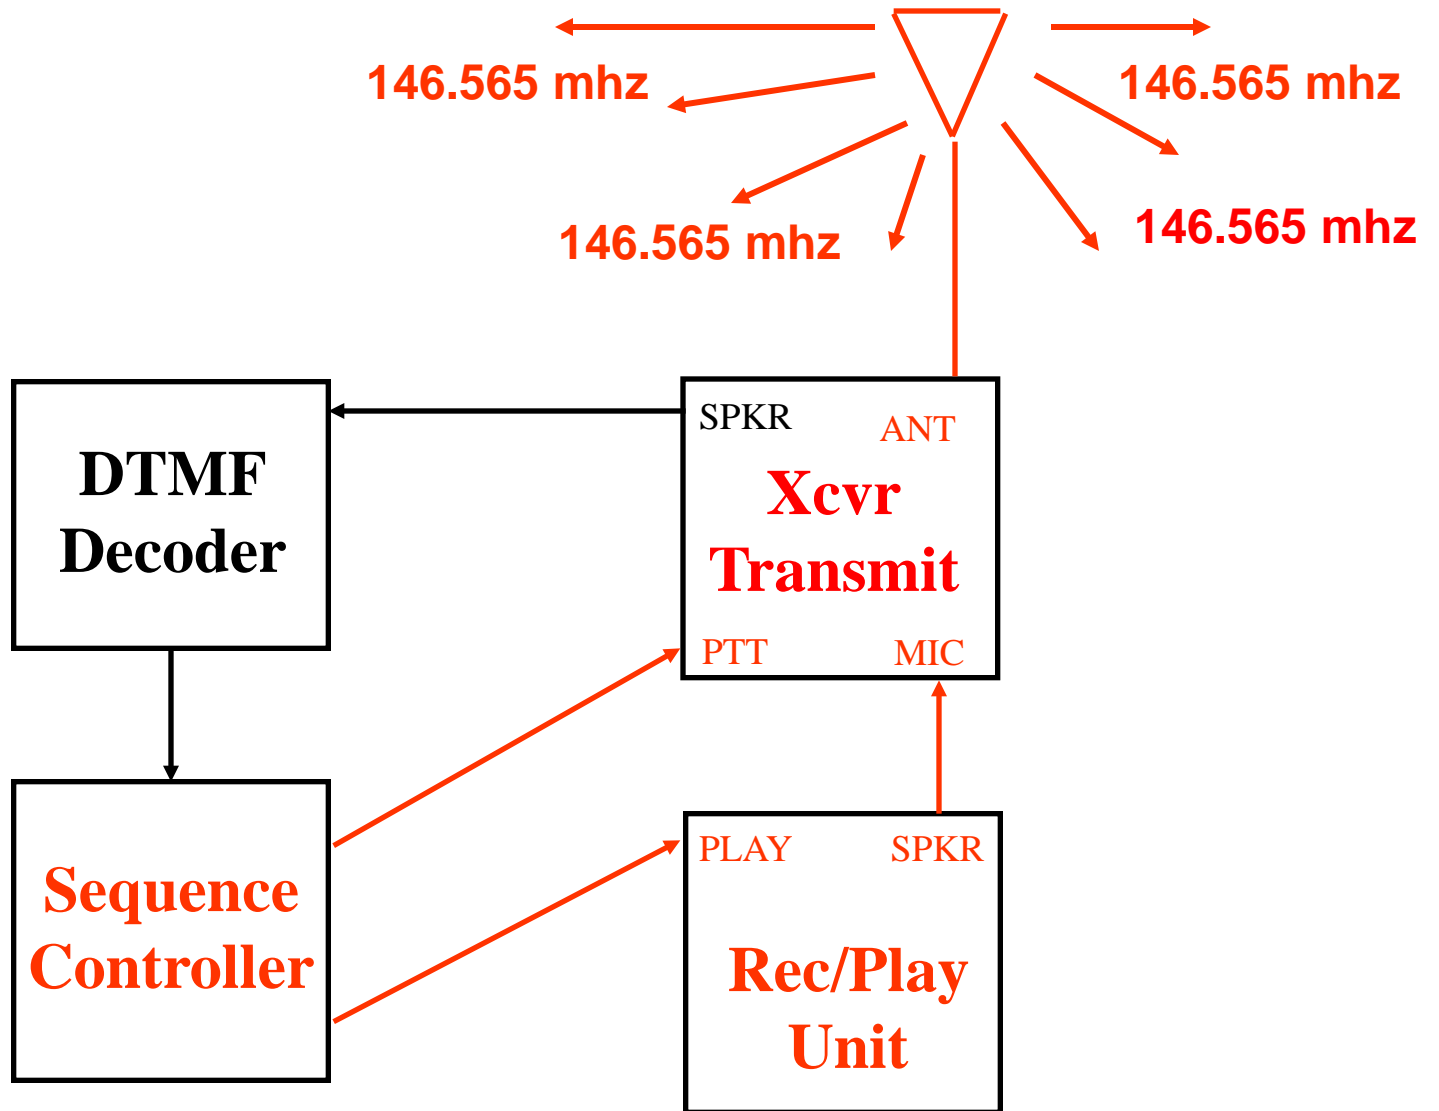 146.565 mhz
146.565 mhz
146.565 mhz
146.565 mhz
SPKR
ANT
Xcvr
Transmit
PTT
MIC
DTMF
Decoder
Sequence
Controller
PLAY
SPKR
Rec/Play
Unit